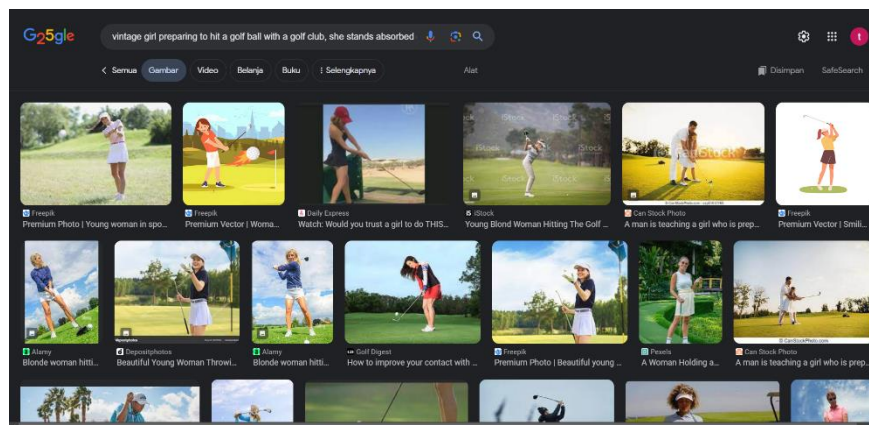 G25gle
vintage girl preparing to hit a golf ball with a golf club, she stands absorbed
t
Semua Gambar Video Belanja Buku Selengkapnya Alat Disimpan SafeSearch
iStock
iStock
CanStock
Freepik
Premium Photo | Young woman in spo...
Freepik
Premium Vector | Woma...
Daily Express
Watch: Would you trust a girl to do THIS...
iStock
Young Blond Woman Hitting The Golf ...
Can Stock Photo
A man is teaching a girl who is prep...
Freepik
Premium Vector | Smili...
Alamy
Blonde woman hitti...
Depositphotos
Beautiful Young Woman Throwi...
Alamy
Blonde woman hitti...
Golf Digest
How to improve your contact with ...
Freepik
Premium Photo | Beautiful young ...
Pexels
A Woman Holding a...
© CanStockPhoto.com
Can Stock Photo
A man is teaching a girl who is prep...